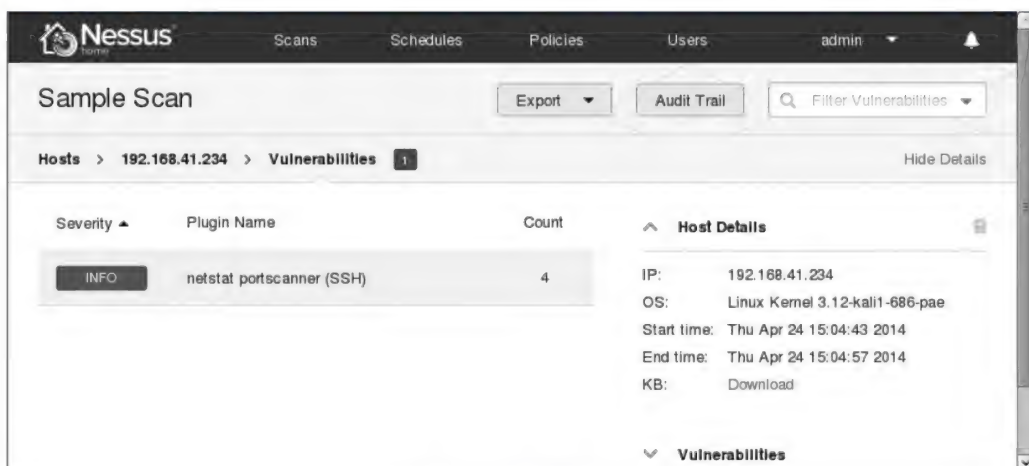 Nessus
home
Scans
Schedules
Policies
Users
admin
Sample Scan
Export
Audit Trail
Filter Vulnerabilities
Hosts > 192.168.41.234 > Vulnerabilities 1
Hide Details
Severity
Plugin Name
Count
INFO
netstat portscanner (SSH)
4
Host Details
IP: 192.168.41.234
OS: Linux Kernel 3.12-kali1-686-pae
Start time: Thu Apr 24 15:04:43 2014
End time: Thu Apr 24 15:04:57 2014
KB: Download
Vulnerabilities